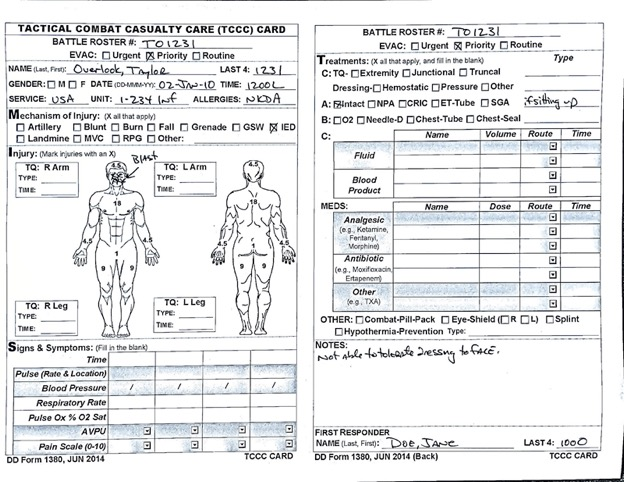 TACTICAL COMBAT CASUALTY CARE (TCCC) CARD
BATTLE ROSTER #: TO1231
EVAC: ☐ Urgent ☒ Priority ☐ Routine
NAME (Last, First): Overlook, Taylor LAST 4: 1231
GENDER: ☐ M ☐ F DATE (DD-MMM-YY): 02-JAN-10 TIME: 1200L
SERVICE: USA UNIT: 1-234 Inf ALLERGIES: NKDA
Mechanism of Injury: (X all that apply)
☐ Artillery ☐ Blunt ☐ Burn ☐ Fall ☐ Grenade ☐ GSW ☒ IED
☐ Landmine ☐ MVC ☐ RPG ☐ Other:
Injury: (Mark injuries with an X) BLAST
TQ: R Arm
TYPE:
TIME:
TQ: L Arm
TYPE:
TIME:
18
18
4.5 4.5 4.5 4.5
1
9 9 9 9
TQ: R Leg
TYPE:
TIME:
TQ: L Leg
TYPE:
TIME:
Signs & Symptoms: (Fill in the blank)
Time
Pulse (Rate & Location)
Blood Pressure / / / /
Respiratory Rate
Pulse Ox % O2 Sat
AVPU
Pain Scale (0-10)
DD Form 1380, JUN 2014 TCCC CARD
BATTLE ROSTER #: TO1231
EVAC: ☐ Urgent ☒ Priority ☐ Routine
Treatments: (X all that apply, and fill in the blank) Type
C: TQ- ☐ Extremity ☐ Junctional ☐ Truncal
Dressing- ☐ Hemostatic ☐ Pressure ☐ Other
A: ☒ Intact ☐ NPA ☐ CRIC ☐ ET-Tube ☐ SGA if sitting up
B: ☐ O2 ☐ Needle-D ☐ Chest-Tube ☐ Chest-Seal
C: Name Volume Route Time
Fluid
Blood
Product
MEDS: Name Dose Route Time
Analgesic
(e.g., Ketamine,
Fentanyl,
Morphine)
Antibiotic
(e.g., Moxifloxacin,
Ertapenem)
Other
(e.g., TXA)
OTHER: ☐ Combat-Pill-Pack ☐ Eye-Shield (☐ R ☐ L) ☐ Splint
☐ Hypothermia-Prevention Type:
NOTES:
Not able to tolerate dressing to face.
FIRST RESPONDER
NAME (Last, First): DOE, JANE LAST 4: 1000
DD Form 1380, JUN 2014 (Back) TCCC CARD